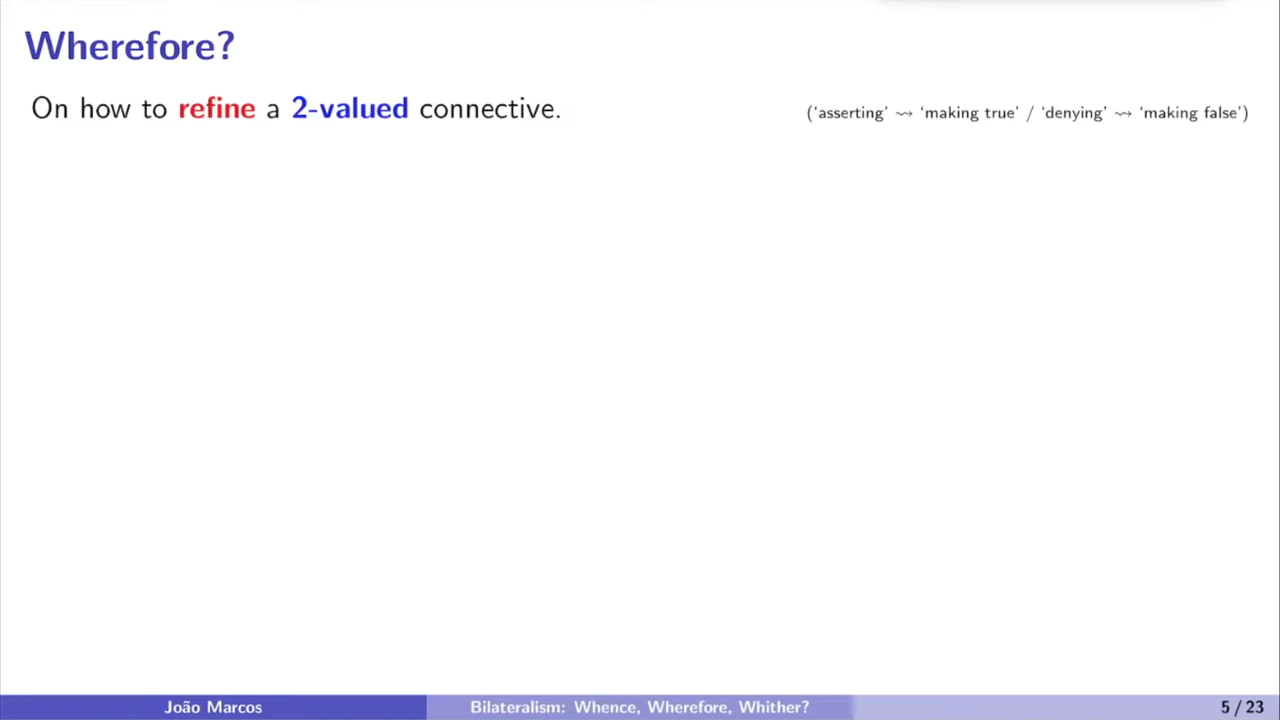 Wherefore?
On how to refine a 2-valued connective. (‘asserting’ ⇝ ‘making true’ / ‘denying’ ⇝ ‘making false’)
João Marcos Bilateralism: Whence, Wherefore, Whither? 5 / 23